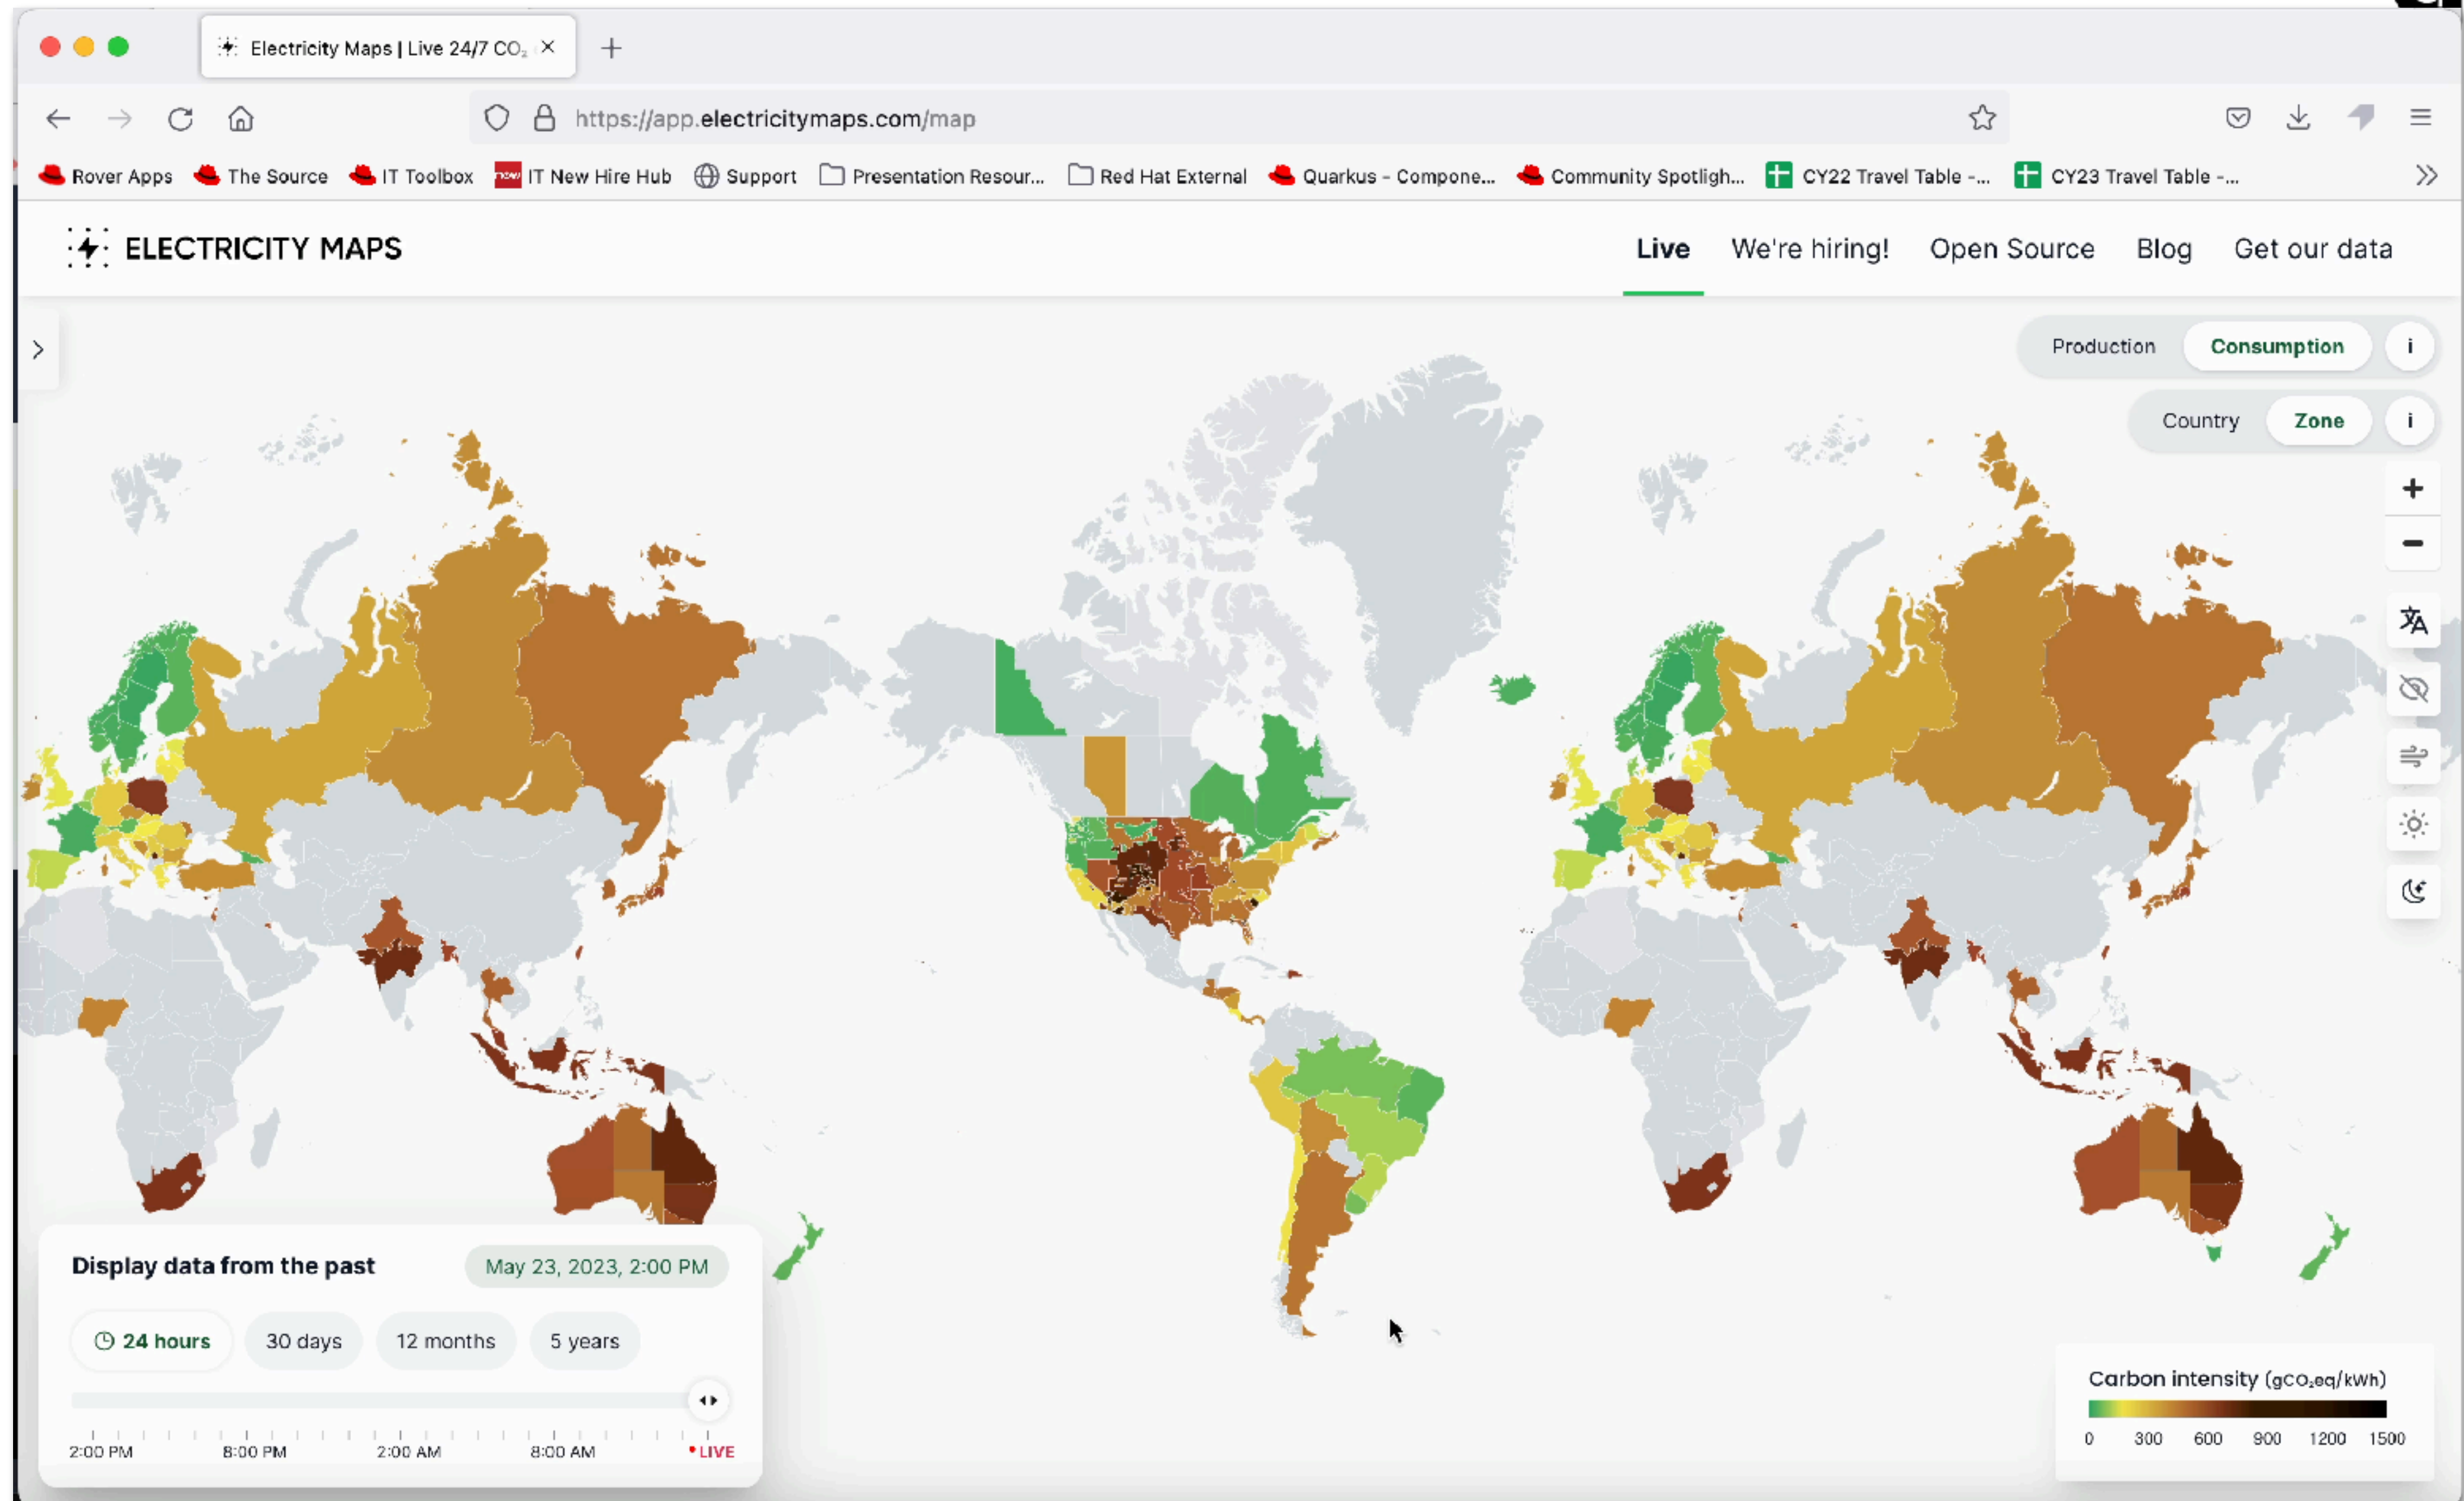 Electricity Maps | Live 24/7 CO₂
https://app.electricitymaps.com/map
Rover Apps The Source IT Toolbox now IT New Hire Hub Support Presentation Resour... Red Hat External Quarkus - Compone... Community Spotligh... CY22 Travel Table -... CY23 Travel Table -...
ELECTRICITY MAPS Live We're hiring! Open Source Blog Get our data
Production Consumption i
Country Zone i
Display data from the past May 23, 2023, 2:00 PM
24 hours 30 days 12 months 5 years
2:00 PM 8:00 PM 2:00 AM 8:00 AM LIVE
Carbon intensity (gCO₂eq/kWh)
0 300 600 900 1200 1500